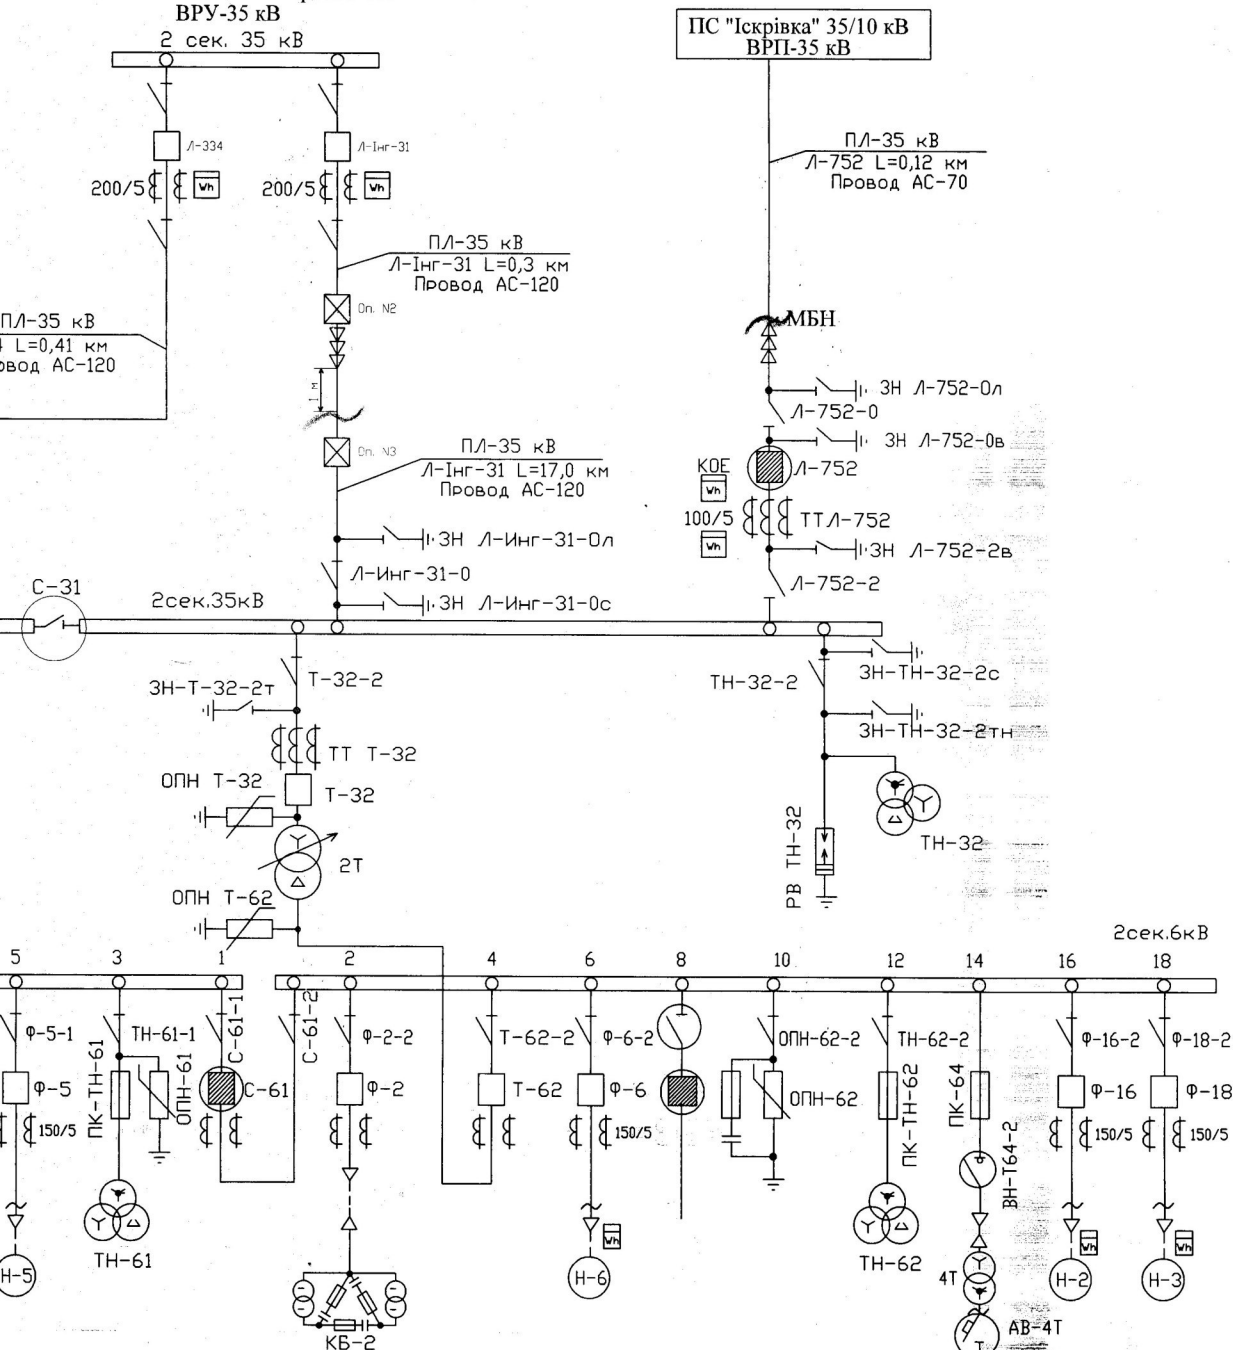 ВРУ-35 кВ
2 сек. 35 кВ
ПС "Іскрівка" 35/10 кВ
ВРП-35 кВ
Л-334
Л-Інг-31
200/5
Wh
200/5
Wh
ПЛ-35 кВ
Л-752 L=0,12 км
Провод АС-70
ПЛ-35 кВ
Л-Інг-31 L=0,3 км
Провод АС-120
Оп. N2
ПЛ-35 кВ
L=0,41 км
АС-120
МБН
1 м
ЗН Л-752-0л
Л-752-0
ЗН Л-752-0в
Оп. N3
ПЛ-35 кВ
Л-Інг-31 L=17,0 км
Провод АС-120
КОЕ
Wh
Л-752
100/5
ТТЛ-752
Wh
ЗН Л-Инг-31-0л
ЗН Л-752-2в
Л-Инг-31-0
Л-752-2
С-31
2сек.35кВ
ЗН Л-Инг-31-0с
ЗН-Т-32-2т
Т-32-2
ТН-32-2
ЗН-ТН-32-2с
ЗН-ТН-32-2тн
ТТ Т-32
ОПН Т-32
Т-32
2Т
РВ ТН-32
ТН-32
ОПН Т-62
2сек.6кВ
5
3
1
2
4
6
8
10
12
14
16
18
Ф-5-1
ТН-61-1
С-61-1
С-61-2
Ф-2-2
Т-62-2
Ф-6-2
ОПН-62-2
ТН-62-2
Ф-16-2
Ф-18-2
Ф-5
ПК-ТН-61
ОПН-61
С-61
Ф-2
Т-62
Ф-6
ОПН-62
ПК-ТН-62
ПК-64
Ф-16
Ф-18
150/5
150/5
150/5
150/5
ВН-Т64-2
Wh
Wh
Wh
Н-5
ТН-61
Н-6
ТН-62
4Т
Н-2
Н-3
КБ-2
АВ-4Т
Т